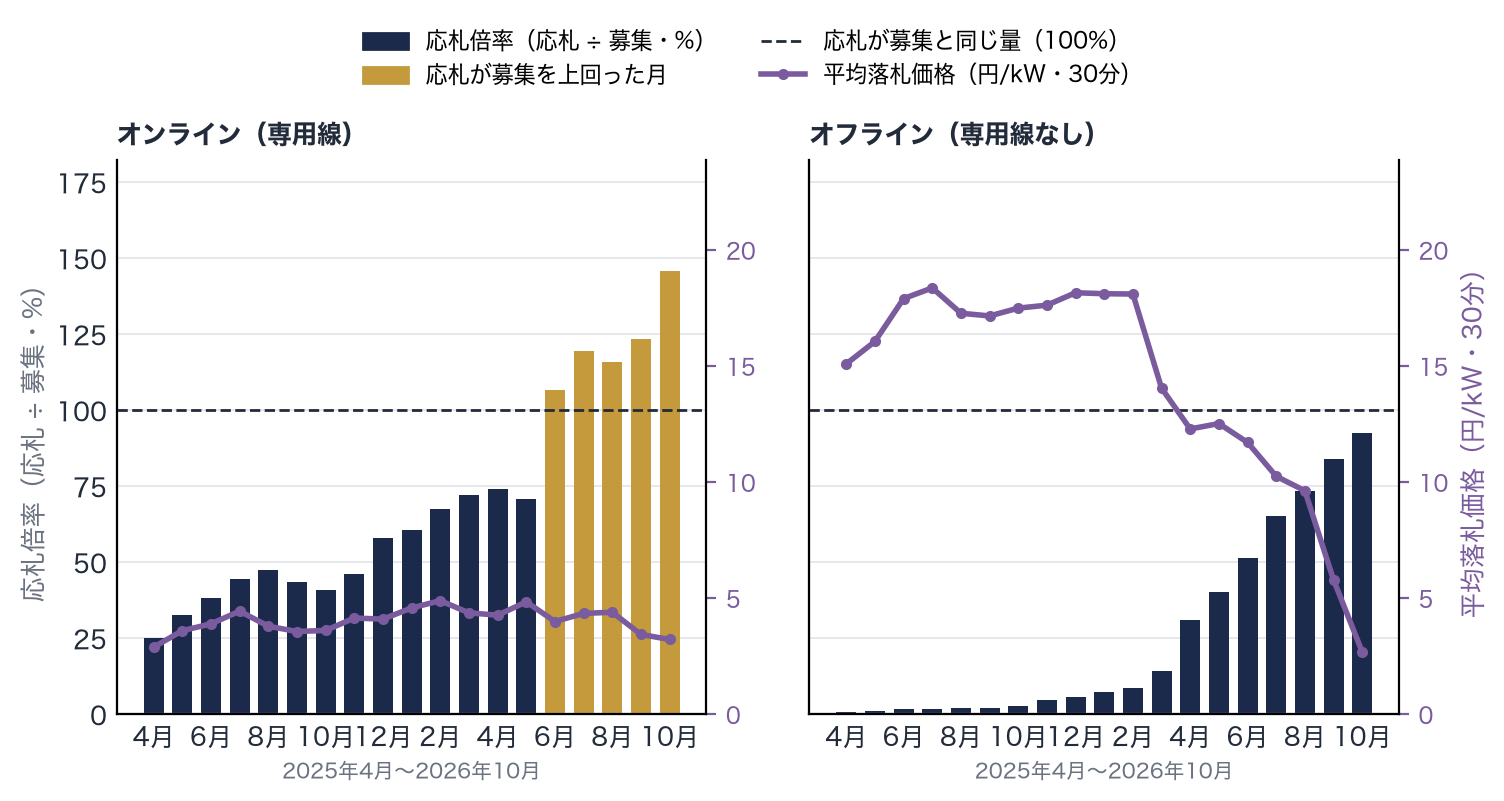 応札倍率（応札 ÷ 募集・%）
応札が募集を上回った月
応札が募集と同じ量（100%）
平均落札価格（円/kW・30分）
オンライン（専用線）
応札倍率（応札 ÷ 募集・%）
175
150
125
100
75
50
25
0
20
15
10
5
0
4月 6月 8月 10月 12月 2月 4月 6月 8月 10月
2025年4月〜2026年10月
オフライン（専用線なし）
20
15
10
5
0
平均落札価格（円/kW・30分）
4月 6月 8月 10月 12月 2月 4月 6月 8月 10月
2025年4月〜2026年10月